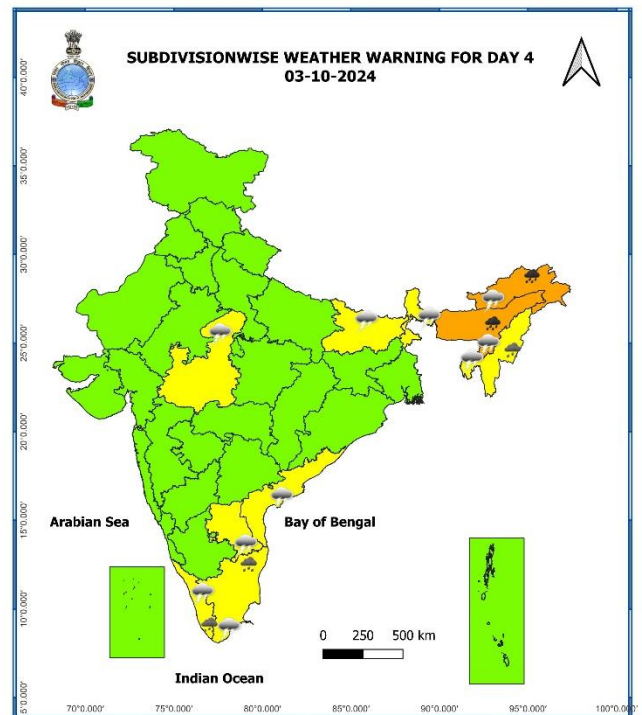 SUBDIVISIONWISE WEATHER WARNING FOR DAY 4
03-10-2024
40°0.000'
35°0.000'
30°0.000'
25°0.000'
20°0.000'
15°0.000'
10°0.000'
5°0.000'
Arabian Sea
Bay of Bengal
0 250 500 km
Indian Ocean
70°0.000' 75°0.000' 80°0.000' 85°0.000' 90°0.000' 95°0.000' 100°0.000'